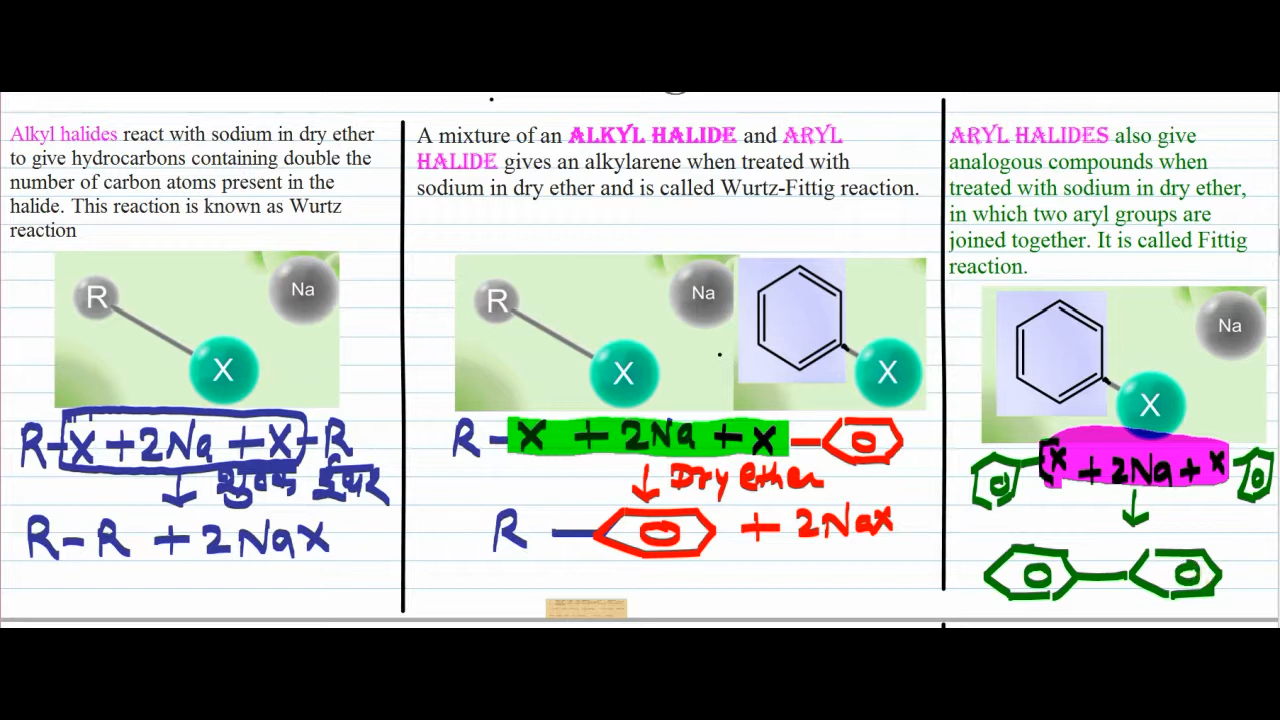 Alkyl halides react with sodium in dry ether
to give hydrocarbons containing double the
number of carbon atoms present in the
halide. This reaction is known as Wurtz
reaction
R
Na
X
R-X + 2Na + X-R
↓ शुष्क ईथर
R-R + 2NaX
A mixture of an ALKYL HALIDE and ARYL
HALIDE gives an alkylarene when treated with
sodium in dry ether and is called Wurtz-Fittig reaction.
R
Na
X
X
R-X + 2Na + X-
↓ Dry ether
R- + 2NaX
ARYL HALIDES also give
analogous compounds when
treated with sodium in dry ether,
in which two aryl groups are
joined together. It is called Fittig
reaction.
Na
X
X + 2Na + X
↓